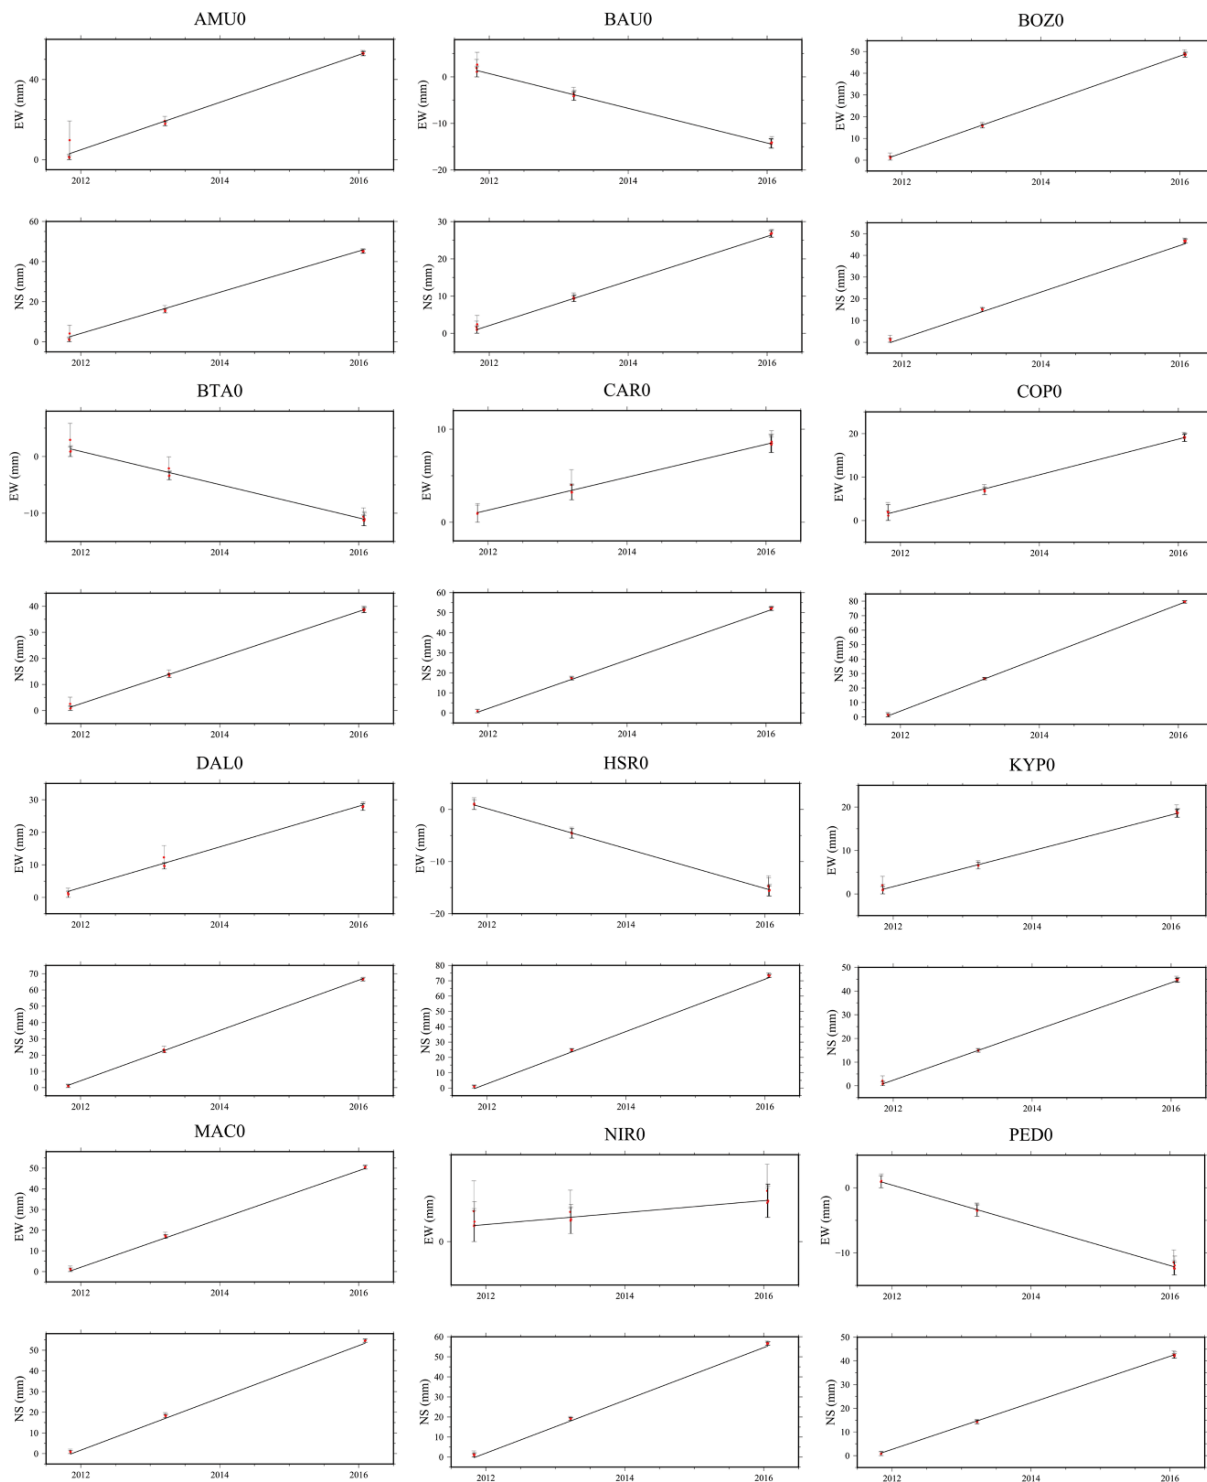 AMU0 BAU0 BOZ0
EW (mm) 0 40 2012 2014 2016
EW (mm) 0 −10 −20 2012 2014 2016
EW (mm) 50 40 30 20 10 0 2012 2014 2016
NS (mm) 60 40 20 0 2012 2014 2016
NS (mm) 30 20 10 0 2012 2014 2016
NS (mm) 50 40 30 20 10 0 2012 2014 2016
BTA0 CAR0 COP0
EW (mm) 0 −10 2012 2014 2016
EW (mm) 10 0 2012 2014 2016
EW (mm) 20 10 0 2012 2014 2016
NS (mm) 40 30 20 10 0 2012 2014 2016
NS (mm) 60 50 40 30 20 10 0 2012 2014 2016
NS (mm) 80 70 60 50 40 30 20 10 0 2012 2014 2016
DAL0 HSR0 KYP0
EW (mm) 30 20 10 0 2012 2014 2016
EW (mm) 0 −10 −20 2012 2014 2016
EW (mm) 20 10 0 2012 2014 2016
NS (mm) 70 60 50 40 30 20 10 0 2012 2014 2016
NS (mm) 80 70 60 50 40 30 20 10 0 2012 2014 2016
NS (mm) 50 40 30 20 10 0 2012 2014 2016
MAC0 NIR0 PED0
EW (mm) 50 40 30 20 10 0 2012 2014 2016
EW (mm) 0 2012 2014 2016
EW (mm) 0 −10 2012 2014 2016
NS (mm) 50 40 30 20 10 0 2012 2014 2016
NS (mm) 60 50 40 30 20 10 0 2012 2014 2016
NS (mm) 50 40 30 20 10 0 2012 2014 2016